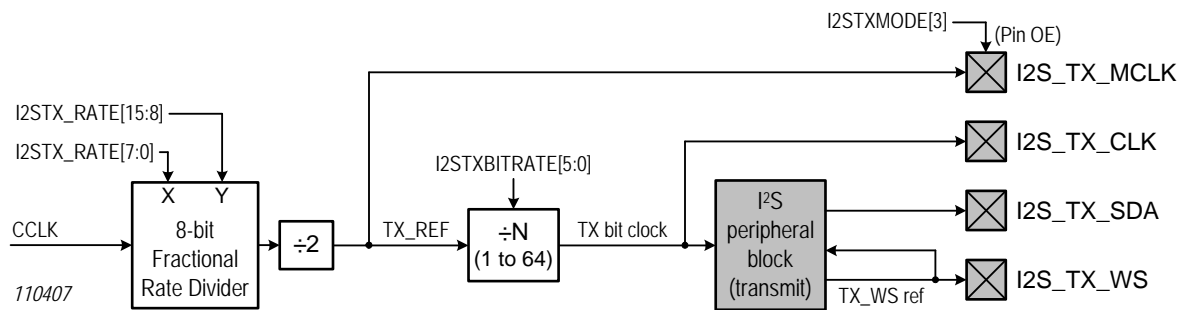 I2STXMODE[3]
(Pin OE)
I2S_TX_MCLK
I2STX_RATE[15:8]
I2STX_RATE[7:0]
I2S_TX_CLK
I2STXBITRATE[5:0]
X Y
8-bit
Fractional
Rate Divider
CCLK
÷2
TX_REF
÷N
(1 to 64)
TX bit clock
I²S
peripheral
block
(transmit)
I2S_TX_SDA
TX_WS ref
I2S_TX_WS
110407